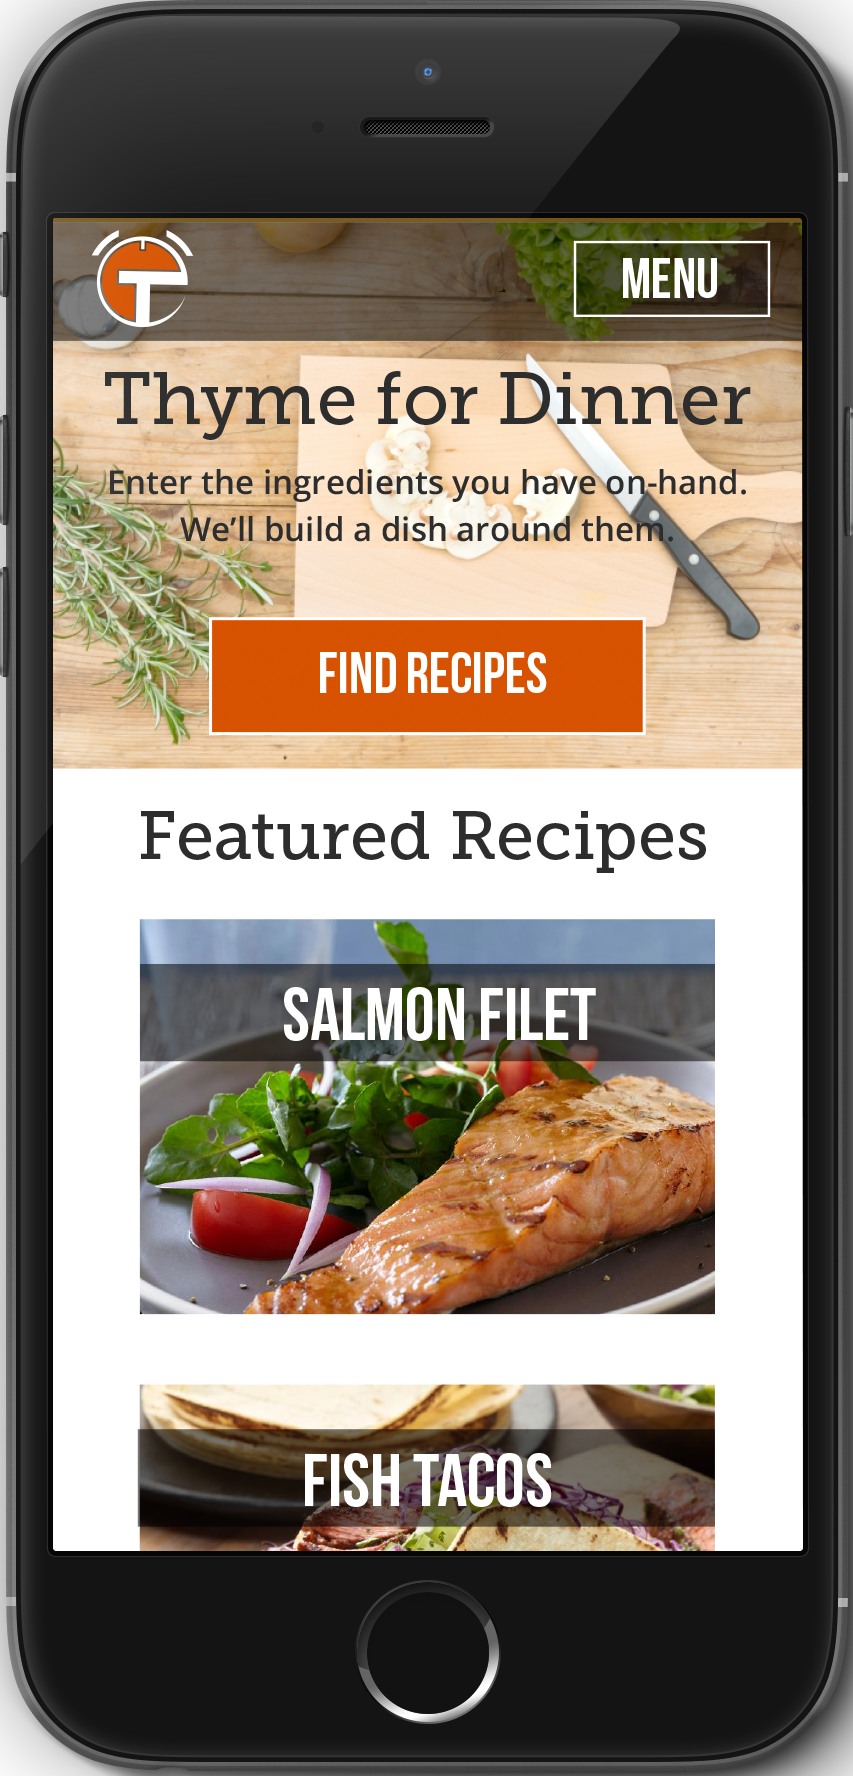 MENU
Thyme for Dinner
Enter the ingredients you have on-hand.
We’ll build a dish around them.
FIND RECIPES
Featured Recipes
SALMON FILET
FISH TACOS